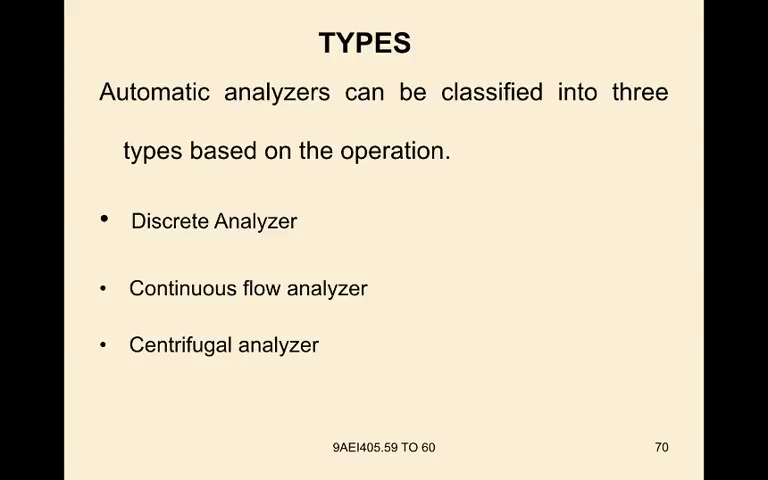 TYPES
Automatic analyzers can be classified into three
types based on the operation.
• Discrete Analyzer
• Continuous flow analyzer
• Centrifugal analyzer
9AEI405.59 TO 60
70